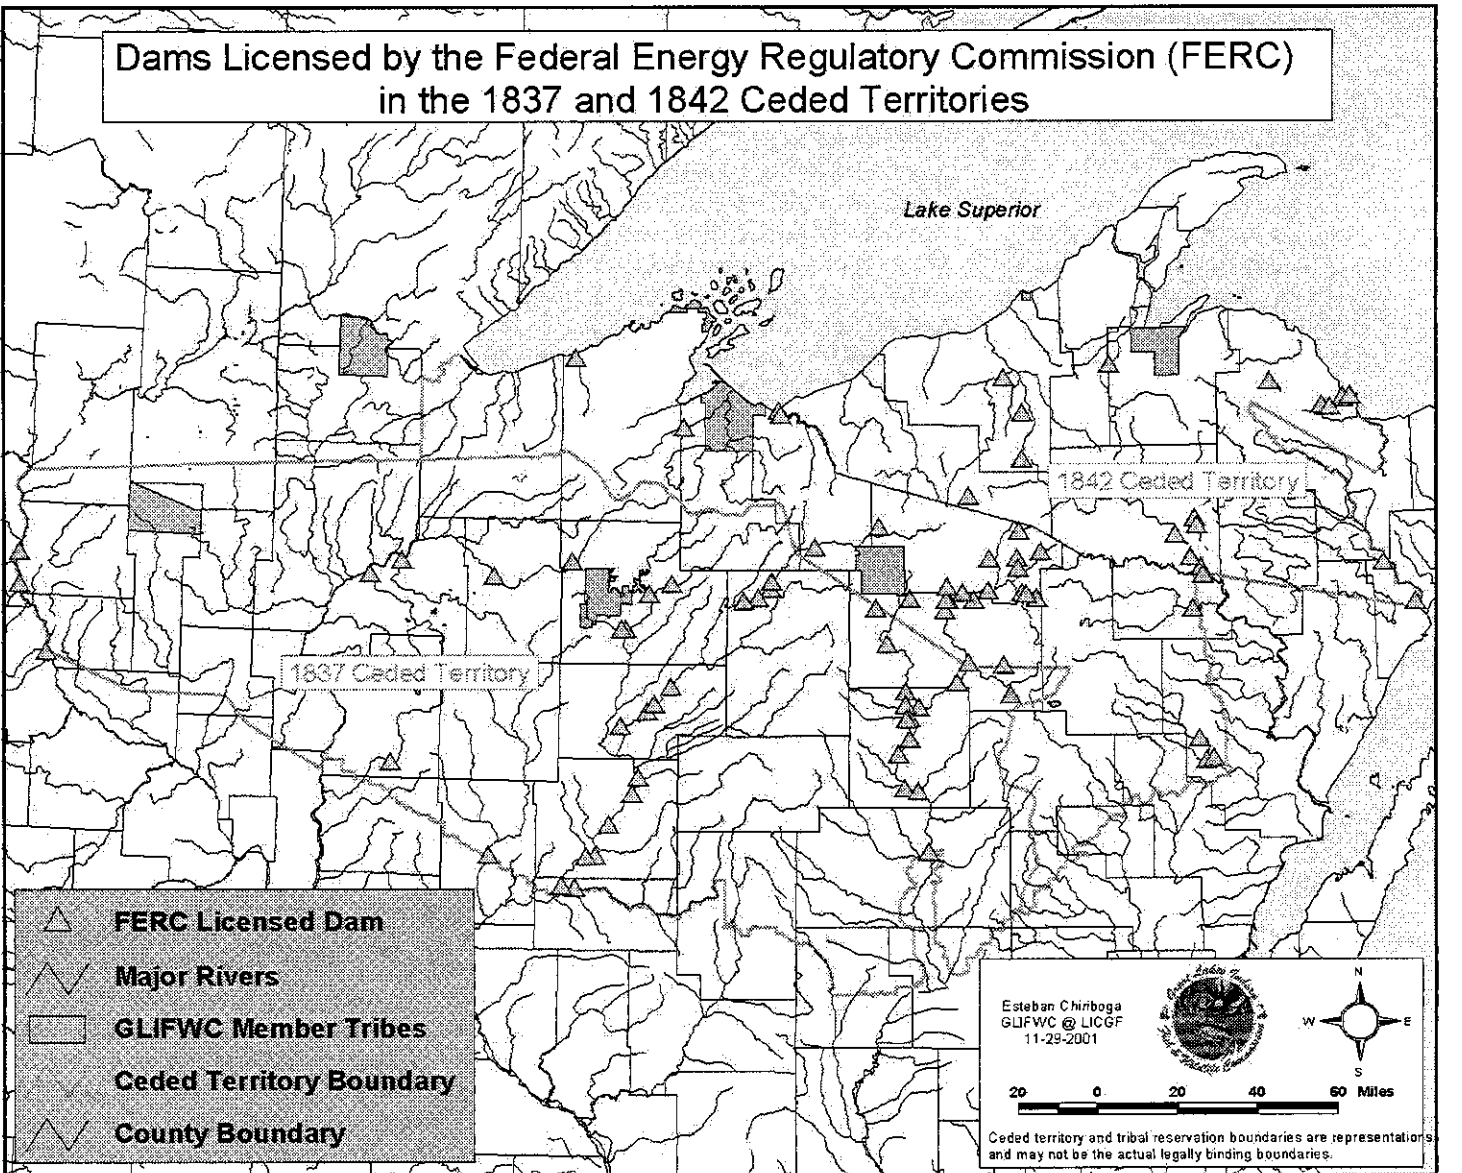 Dams Licensed by the Federal Energy Regulatory Commission (FERC)
in the 1837 and 1842 Ceded Territories
Lake Superior
1842 Ceded Territory
1837 Ceded Territory
FERC Licensed Dam
Major Rivers
GLIFWC Member Tribes
Ceded Territory Boundary
County Boundary
Esteban Chiriboga
GLIFWC @ LICGF
11-29-2001
N
W E
S
20 0 20 40 60 Miles
Ceded territory and tribal reservation boundaries are representations
and may not be the actual legally binding boundaries.